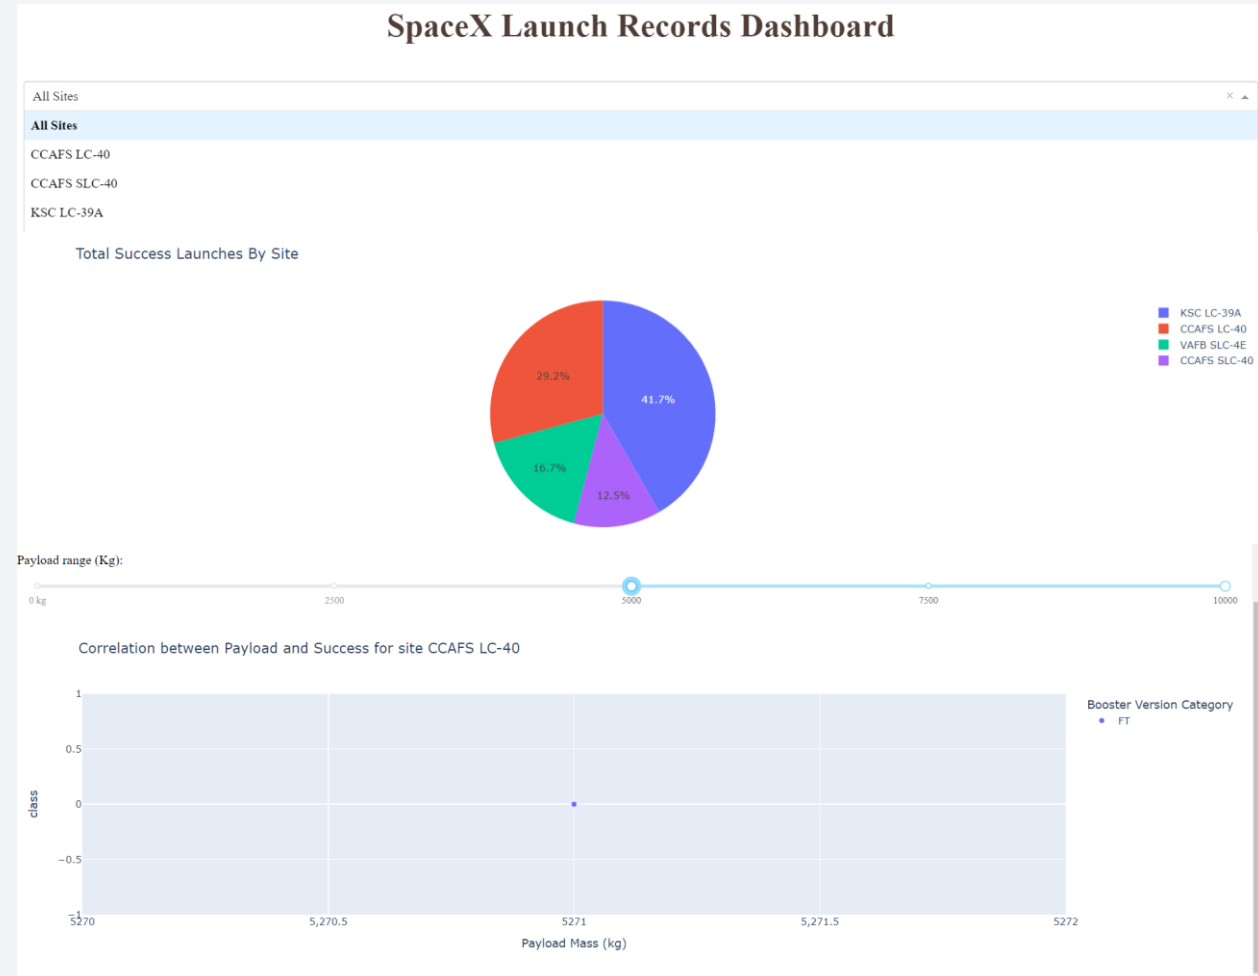 SpaceX Launch Records Dashboard
All Sites × 
All Sites
CCAFS LC-40
CCAFS SLC-40
KSC LC-39A
Total Success Launches By Site
KSC LC-39A
CCAFS LC-40
VAFB SLC-4E
CCAFS SLC-40
29.2%
41.7%
16.7%
12.5%
Payload range (Kg):
0 kg 2500 5000 7500 10000
Correlation between Payload and Success for site CCAFS LC-40
Booster Version Category
FT
1
0.5
0
−0.5
−1
class
5270 5,270.5 5271 5,271.5 5272
Payload Mass (kg)